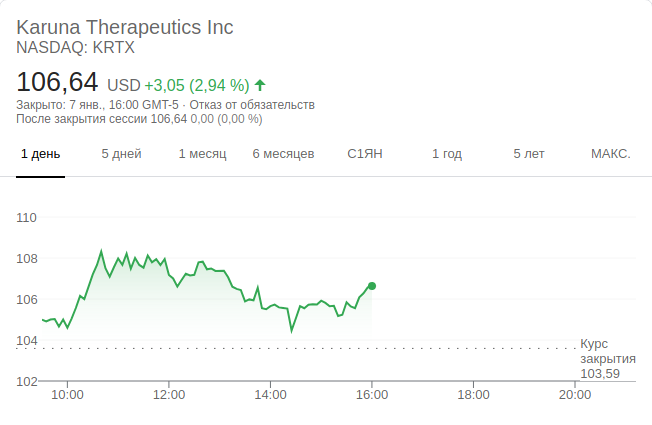 Karuna Therapeutics Inc
NASDAQ: KRTX
106,64 USD +3,05 (2,94 %)
Закрыто: 7 янв., 16:00 GMT-5 · Отказ от обязательств
После закрытия сессии 106,64 0,00 (0,00 %)
1 день 5 дней 1 месяц 6 месяцев С1ЯН 1 год 5 лет МАКС.
110
108
106
104
Курс
закрытия
103,59
102
10:00 12:00 14:00 16:00 18:00 20:00